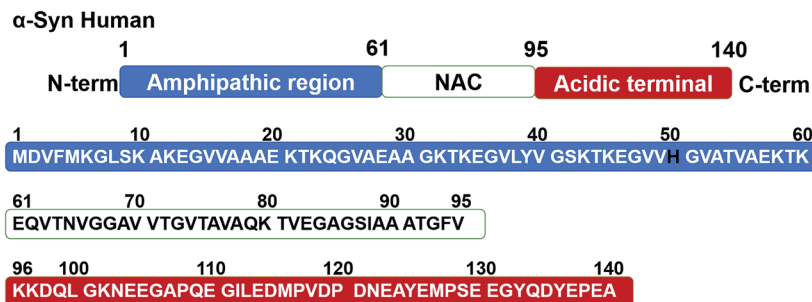 α-Syn Human
1 61 95 140
N-term Amphipathic region NAC Acidic terminal C-term
1 10 20 30 40 50 60
MDVFMKGLSK AKEGVVAAAE KTKQGVAEAA GKTKEGVLYV GSKTKEGVVH GVATVAEKTK
61 70 80 90 95
EQVTNVGGAV VTGVTAVAQK TVEGAGSIAA ATGFV
96 100 110 120 130 140
KKDQLGKNEEGAPQE GILEDMPVDP DNEAYEMPSE EGYQDYEPEA